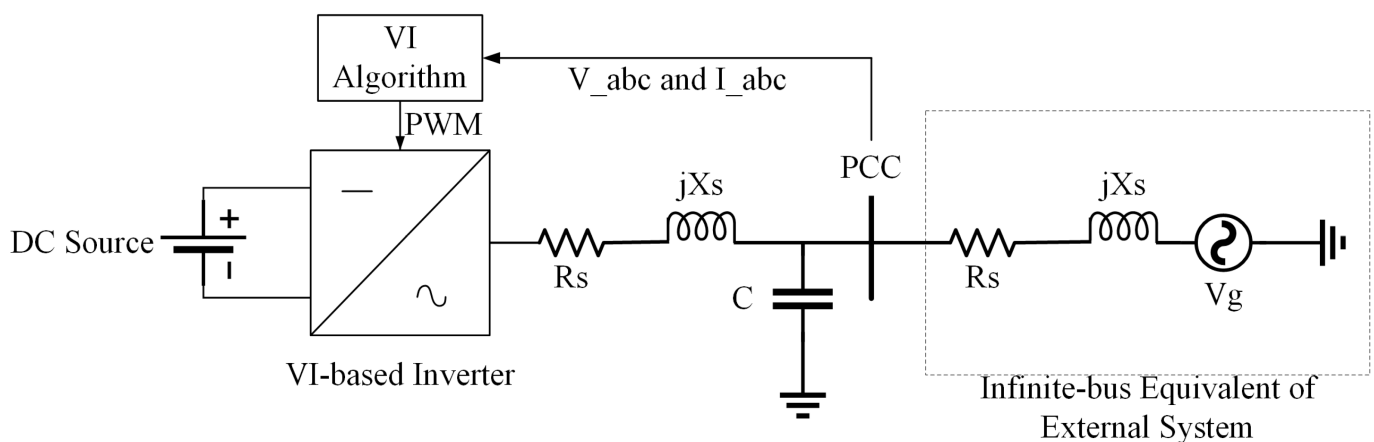 VI
Algorithm
V_abc and I_abc
PWM
PCC
jXs
jXs
+
DC Source
Rs
C
Rs
Vg
VI-based Inverter
Infinite-bus Equivalent of
External System